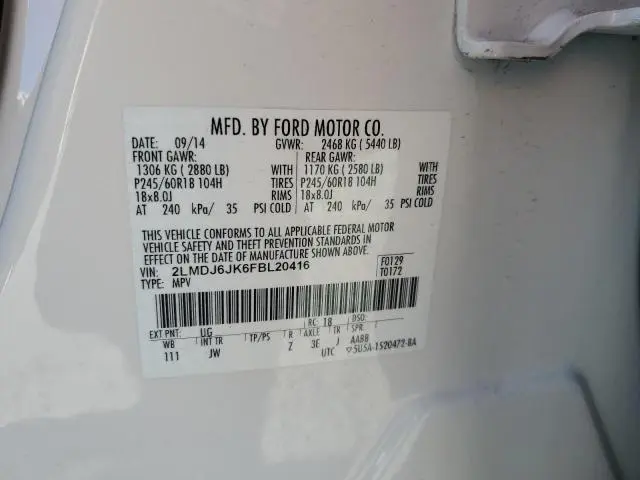 MFD. BY FORD MOTOR CO.
DATE: 09/14 GVWR: 2468 KG ( 5440 LB)
FRONT GAWR: REAR GAWR:
1306 KG ( 2880 LB) WITH 1170 KG ( 2580 LB) WITH
P245/60R18 104H TIRES P245/60R18 104H TIRES
18x8.0J RIMS 18x8.0J RIMS
AT 240 kPa/ 35 PSI COLD AT 240 kPa/ 35 PSI COLD
THIS VEHICLE CONFORMS TO ALL APPLICABLE FEDERAL MOTOR
VEHICLE SAFETY AND THEFT PREVENTION STANDARDS IN
EFFECT ON THE DATE OF MANUFACTURE SHOWN ABOVE.
VIN: 2LMDJ6JK6FBL20416 F0129
TYPE: MPV T0172
EXT PNT: UG RC: 18 DSO:
WB INT TR TP/PS R AXLE TR SPR
111 JW Z 3E J AABB
UTC 5U5A-1520472-BA